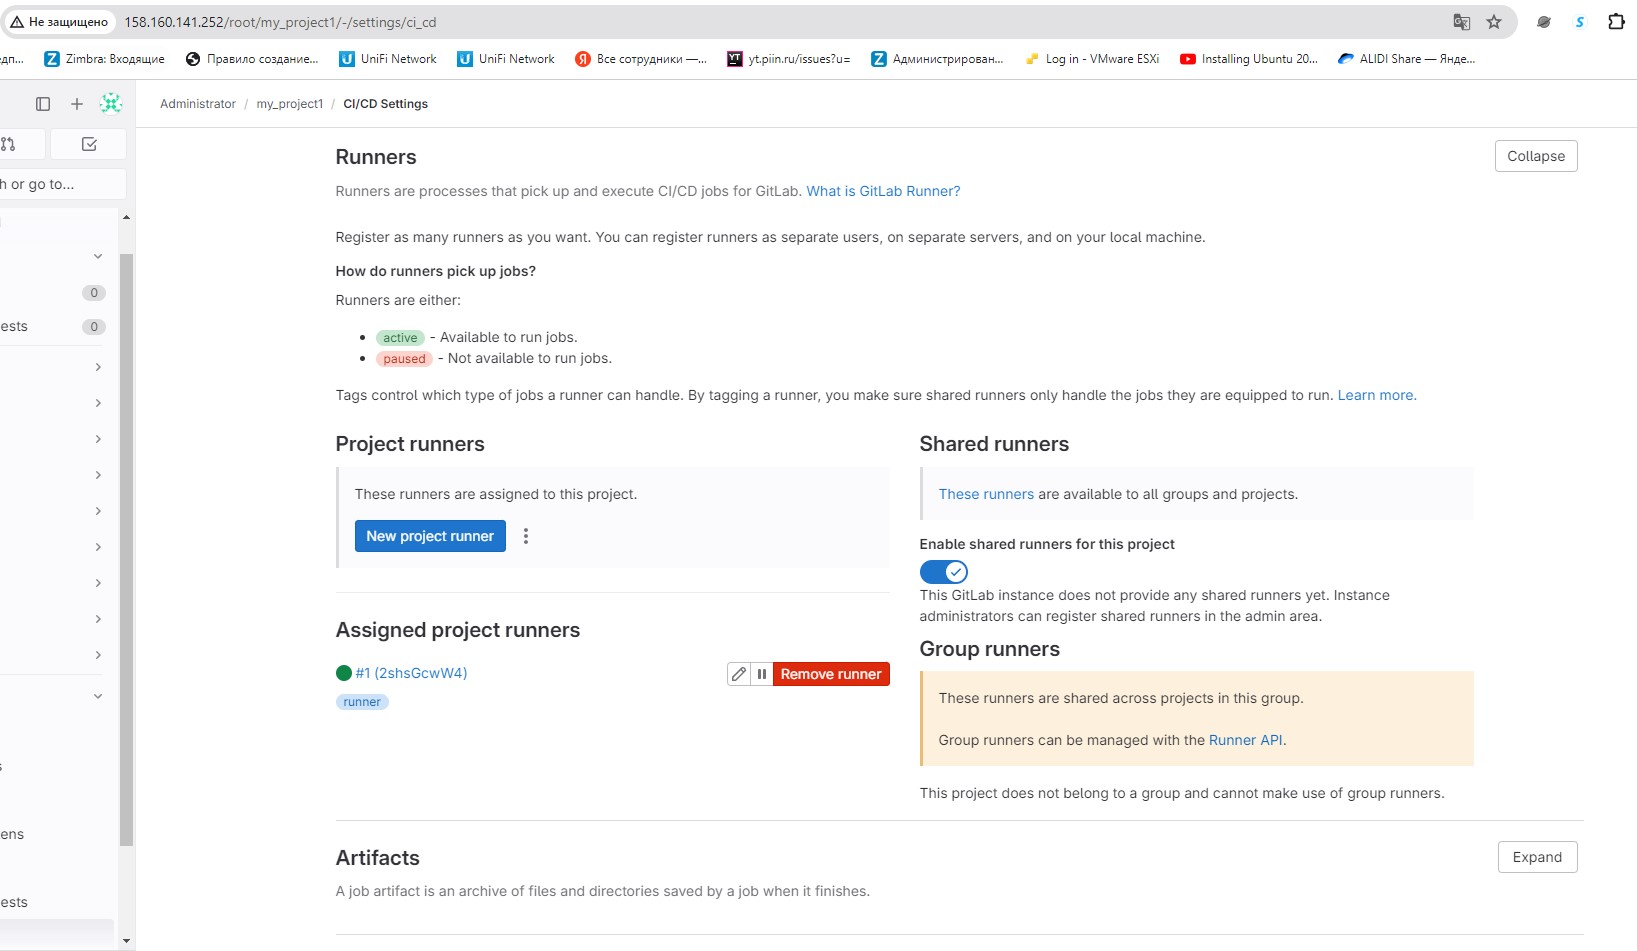 Не защищено 158.160.141.252/root/my_project1/-/settings/ci_cd
Zimbra: Входящие Правило создание... UniFi Network UniFi Network Все сотрудники —... yt.piin.ru/issues?u= Администрирован... Log in - VMware ESXi Installing Ubuntu 20... ALIDI Share — Янде...
Administrator / my_project1 / CI/CD Settings
h or go to...
0
ests 0
ens
ests
Runners
Collapse
Runners are processes that pick up and execute CI/CD jobs for GitLab. What is GitLab Runner?
Register as many runners as you want. You can register runners as separate users, on separate servers, and on your local machine.
How do runners pick up jobs?
Runners are either:
active - Available to run jobs.
paused - Not available to run jobs.
Tags control which type of jobs a runner can handle. By tagging a runner, you make sure shared runners only handle the jobs they are equipped to run. Learn more.
Project runners
These runners are assigned to this project.
New project runner
Assigned project runners
#1 (2shsGcwW4)
Remove runner
runner
Shared runners
These runners are available to all groups and projects.
Enable shared runners for this project
This GitLab instance does not provide any shared runners yet. Instance
administrators can register shared runners in the admin area.
Group runners
These runners are shared across projects in this group.
Group runners can be managed with the Runner API.
This project does not belong to a group and cannot make use of group runners.
Artifacts
Expand
A job artifact is an archive of files and directories saved by a job when it finishes.